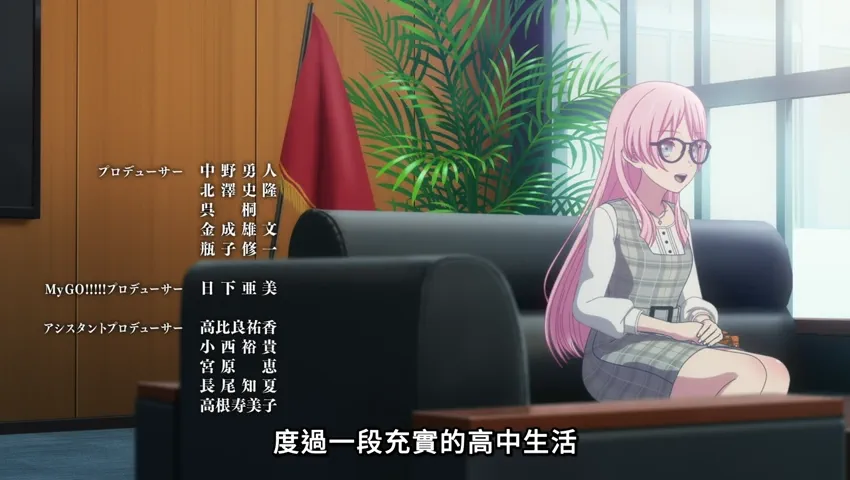 プロデューサー 中野勇人
北澤史隆
呉桐
金成雄文
瓶子修一
MyGO!!!!!プロデューサー 日下亜美
アシスタントプロデューサー 高比良祐香
小西裕貴
宮原恵
長尾知夏
高根寿美子
度過一段充實的高中生活